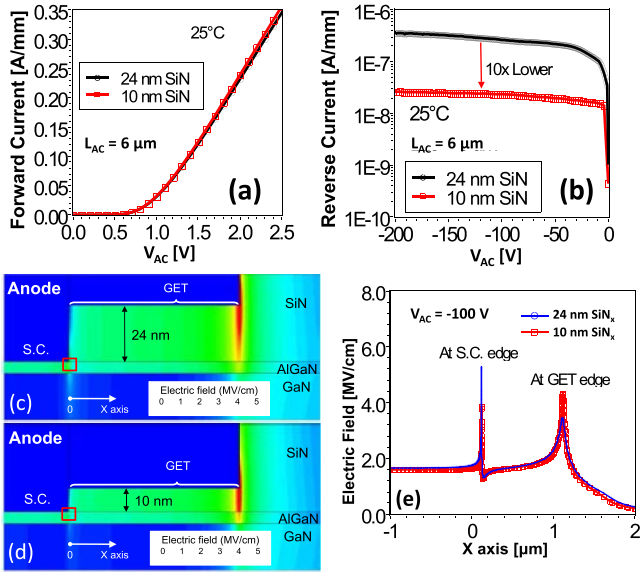 0.35
0.30
0.25
0.20
0.15
0.10
0.05
0.00
Forward Current [A/mm]
25°C
24 nm SiN
10 nm SiN
L_AC = 6 µm
(a)
0.0 0.5 1.0 1.5 2.0 2.5
V_AC [V]
1E-6
1E-7
1E-8
1E-9
1E-10
Reverse Current [A/mm]
10x Lower
25°C
L_AC = 6 µm
24 nm SiN
10 nm SiN
(b)
-200 -150 -100 -50 0
V_AC [V]
Anode
GET
SiN
24 nm
S.C.
AlGaN
GaN
(c)
Electric field (MV/cm)
0 1 2 3 4 5
0 X axis
Anode
GET
SiN
10 nm
S.C.
AlGaN
GaN
(d)
Electric field (MV/cm)
0 1 2 3 4 5
0 X axis
8.0
6.0
4.0
2.0
0.0
Electric Field [MV/cm]
V_AC = -100 V
24 nm SiN_x
10 nm SiN_x
At S.C. edge
At GET edge
(e)
-1 0 1 2
X axis [µm]